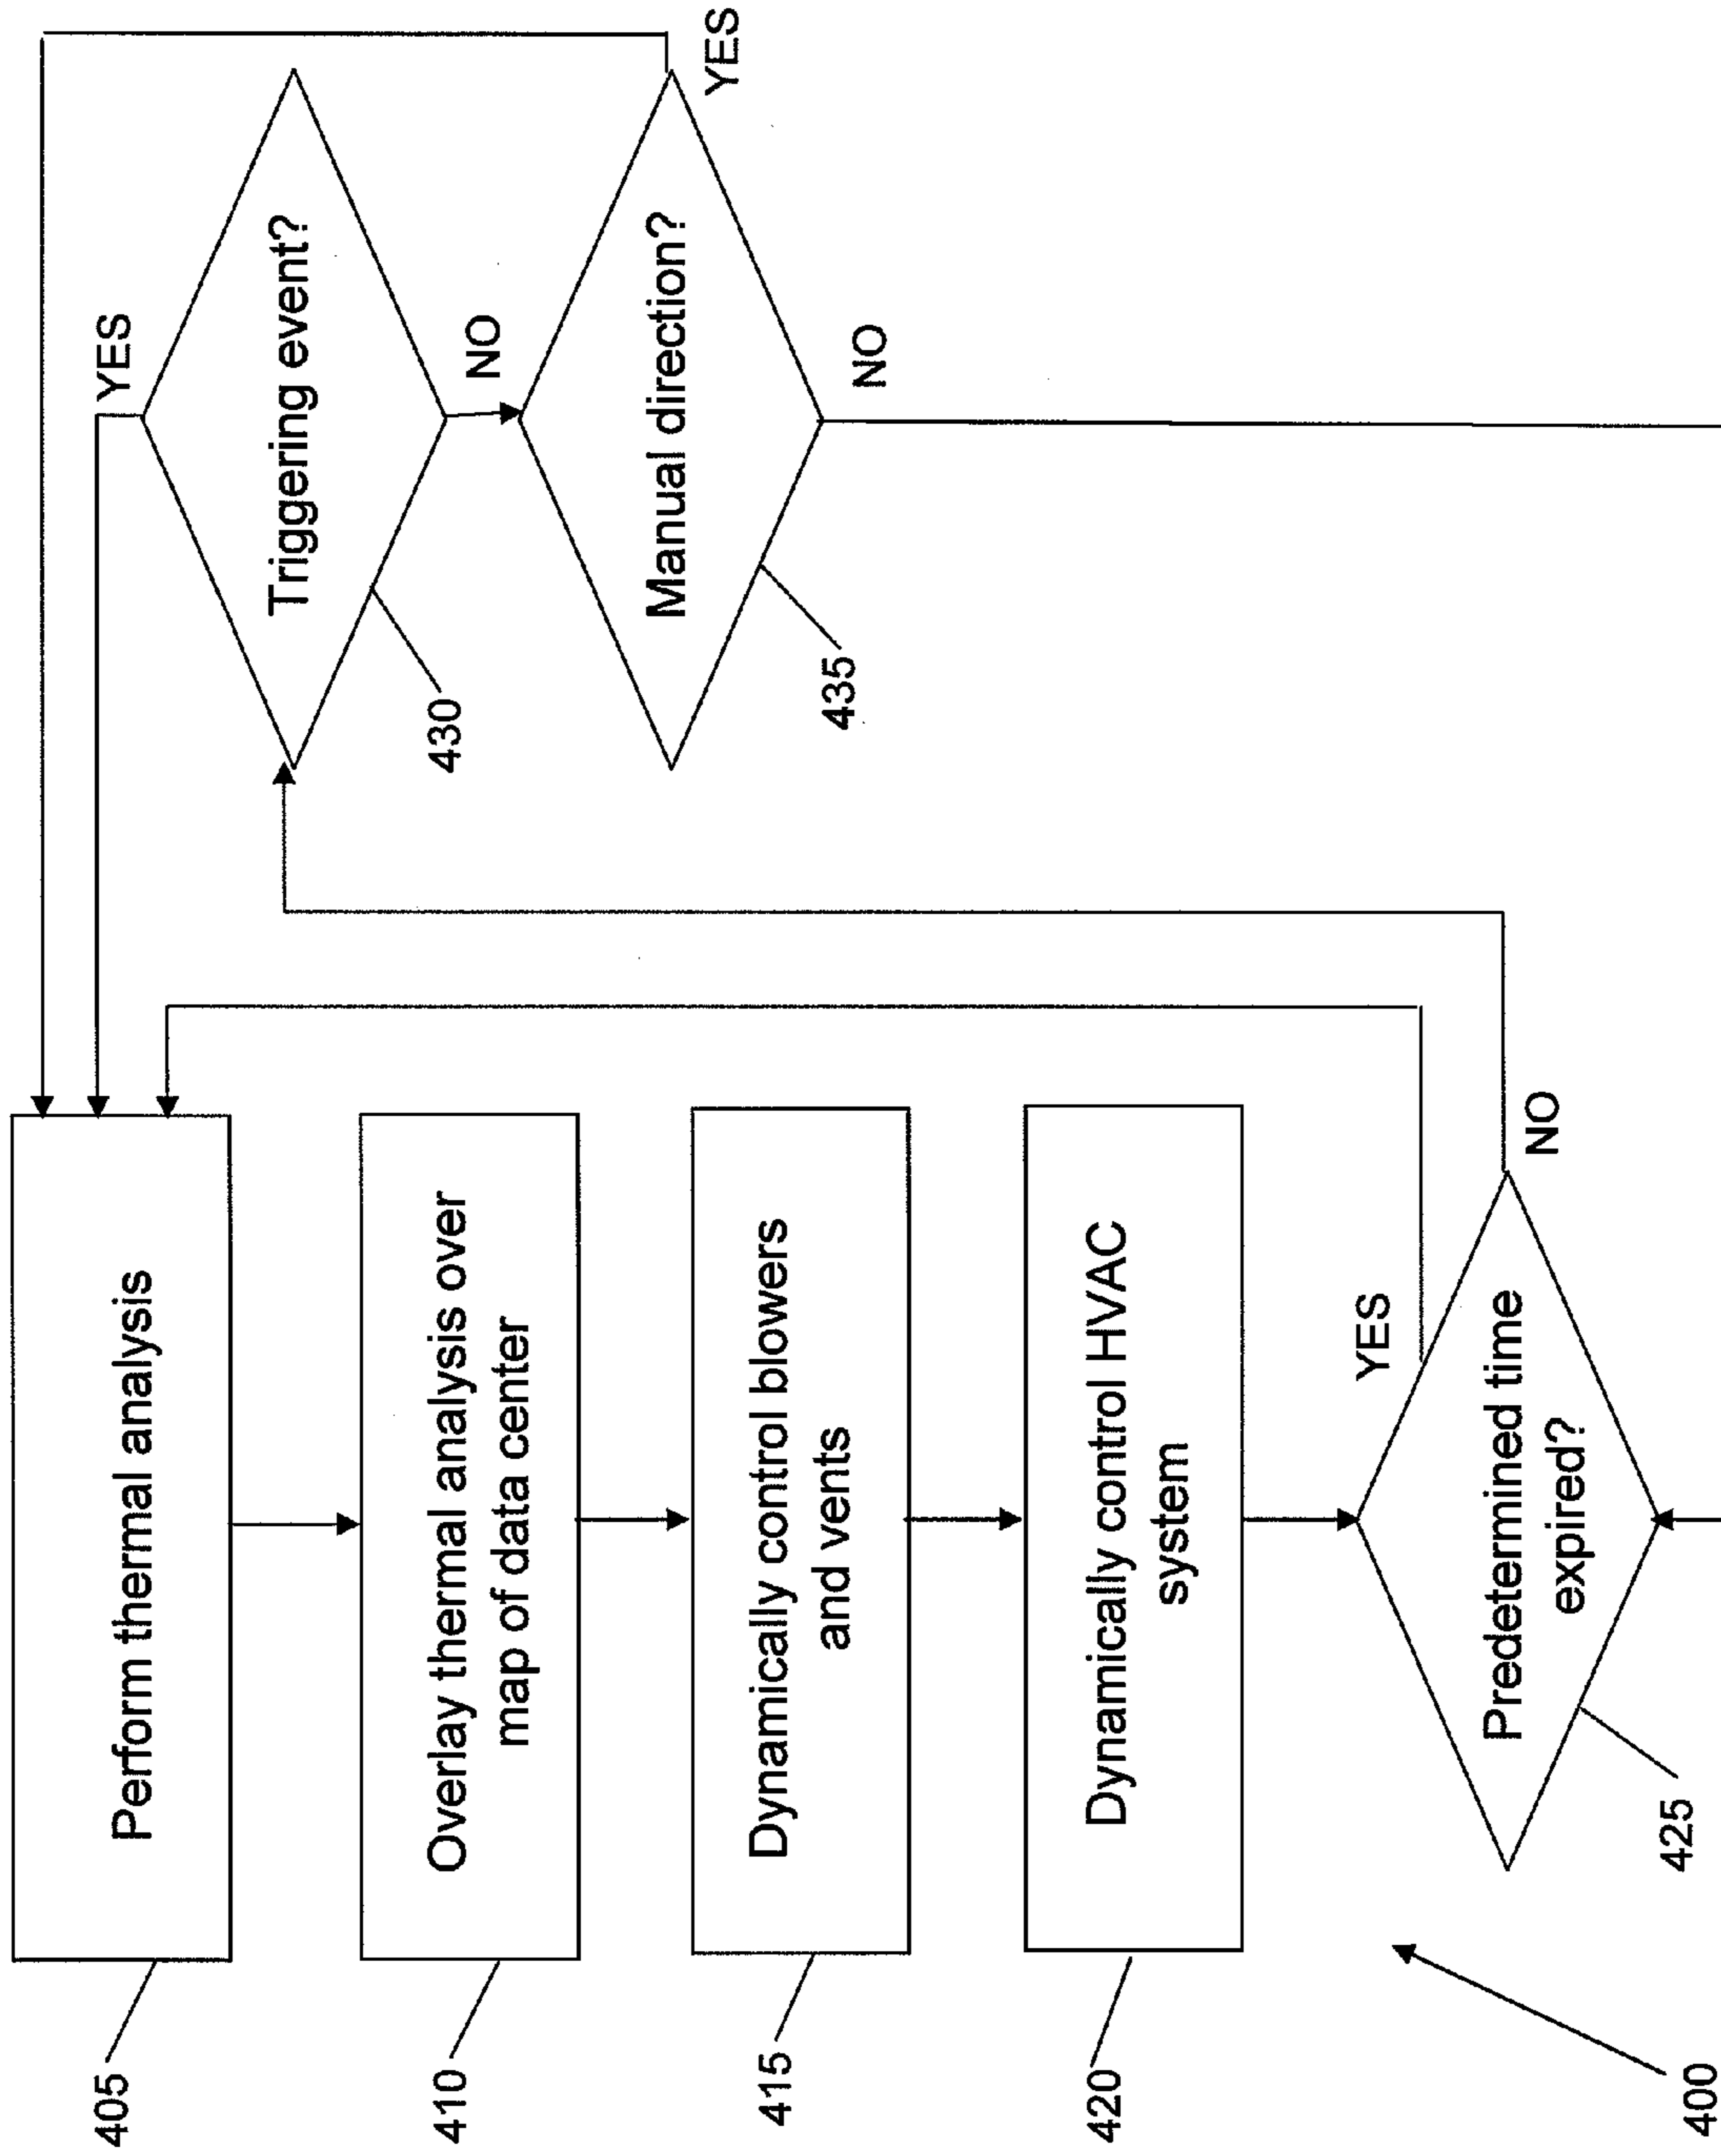 405
Perform thermal analysis
410
Overlay thermal analysis over
map of data center
415
Dynamically control blowers
and vents
420
Dynamically control HVAC
system
YES
Predetermined time
expired?
NO
425
400
YES
Triggering event?
430
NO
Manual direction?
YES
435
NO